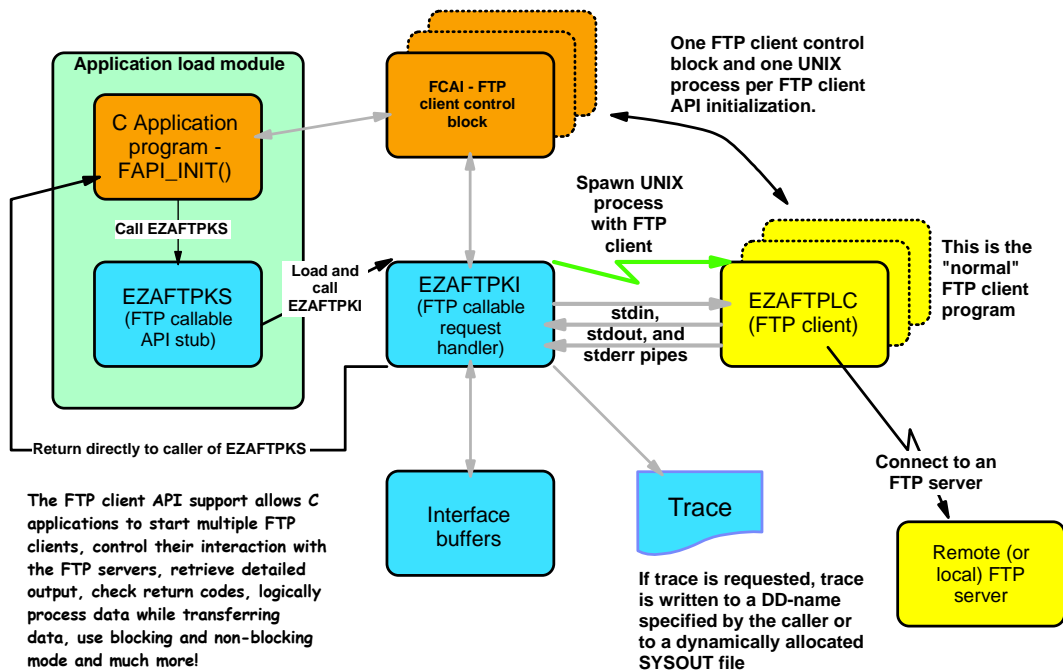 Application load module
C Application
program -
FAPI_INIT()
Call EZAFTPKS
EZAFTPKS
(FTP callable
API stub)
Load and
call
EZAFTPKI
FCAI - FTP
client control
block
One FTP client control
block and one UNIX
process per FTP client
API initialization.
Spawn UNIX
process
with FTP
client
EZAFTPKI
(FTP callable
request
handler)
stdin,
stdout, and
stderr pipes
EZAFTPLC
(FTP client)
This is the
"normal"
FTP client
program
Return directly to caller of EZAFTPKS
Connect to an
FTP server
The FTP client API support allows C
applications to start multiple FTP
clients, control their interaction with
the FTP servers, retrieve detailed
output, check return codes, logically
process data while transferring
data, use blocking and non-blocking
mode and much more!
Interface
buffers
Trace
If trace is requested, trace
is written to a DD-name
specified by the caller or
to a dynamically allocated
SYSOUT file
Remote (or
local) FTP
server